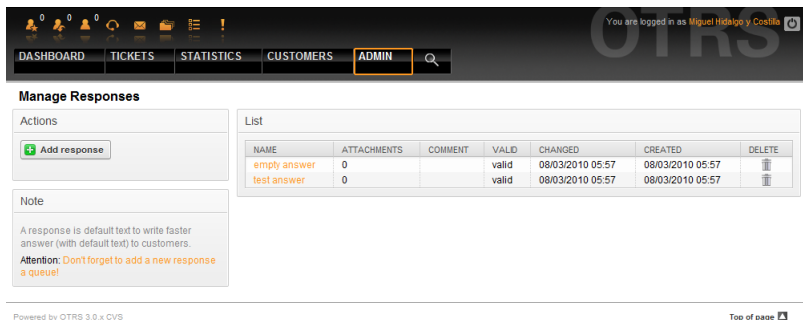 0 0 0
You are logged in as Miguel Hidalgo y Costilla
OTRS
DASHBOARD TICKETS STATISTICS CUSTOMERS ADMIN
Manage Responses
Actions
Add response
Note
A response is default text to write faster
answer (with default text) to customers.
Attention: Don't forget to add a new response
a queue!
List
NAME ATTACHMENTS COMMENT VALID CHANGED CREATED DELETE
empty answer 0 valid 08/03/2010 05:57 08/03/2010 05:57
test answer 0 valid 08/03/2010 05:57 08/03/2010 05:57
Powered by OTRS 3.0.x CVS
Top of page